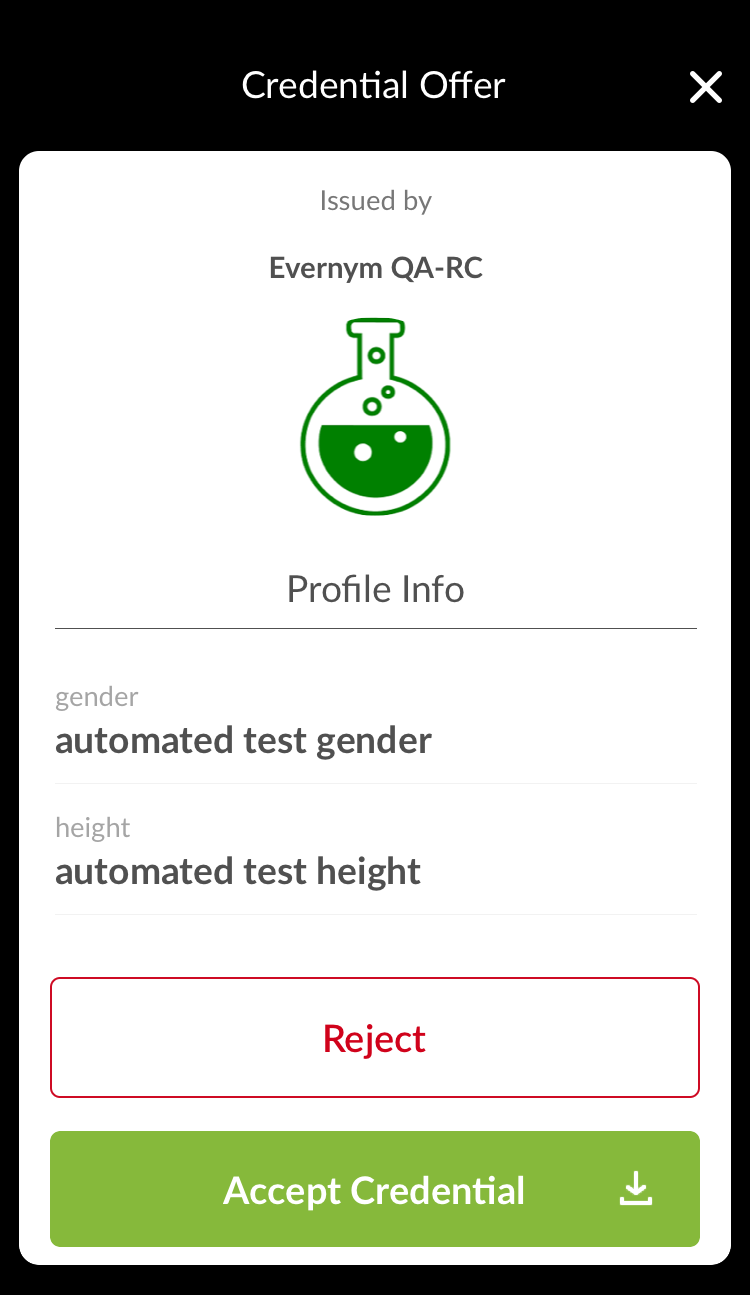 Credential Offer
Issued by
Evernym QA-RC
Profile Info
gender
automated test gender
height
automated test height
Reject
Accept Credential